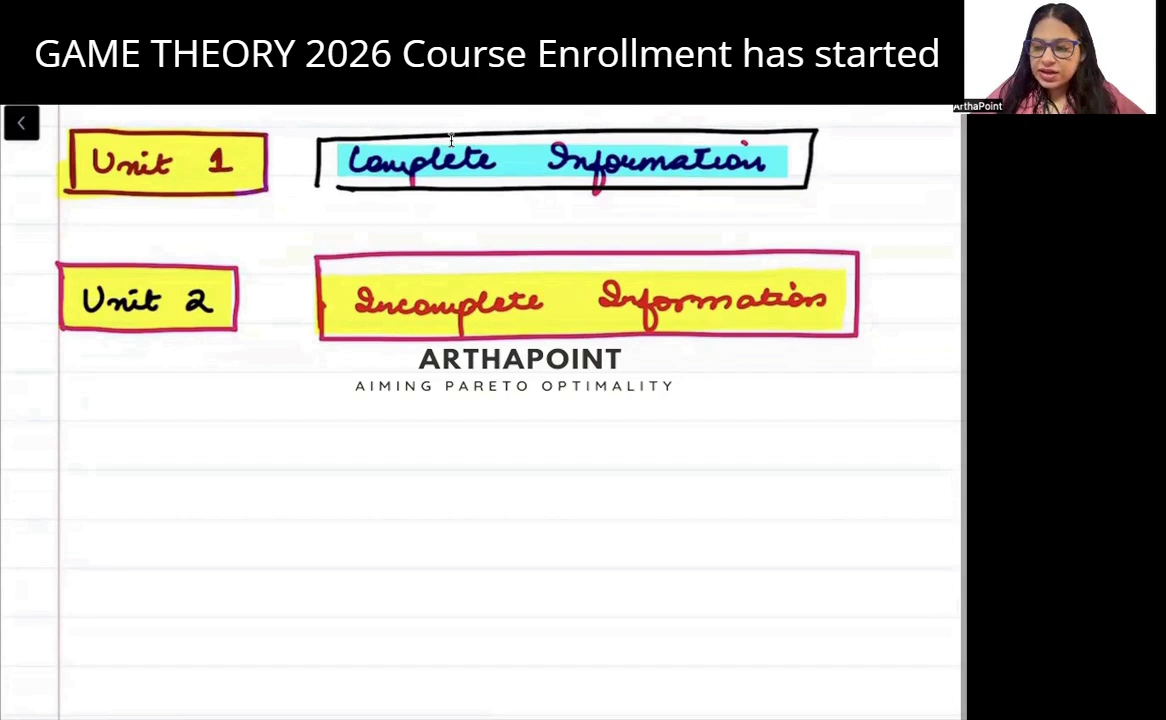 GAME THEORY 2026 Course Enrollment has started
ArthaPoint
Unit 1 Complete Information
Unit 2 Incomplete Information
ARTHAPOINT
AIMING PARETO OPTIMALITY